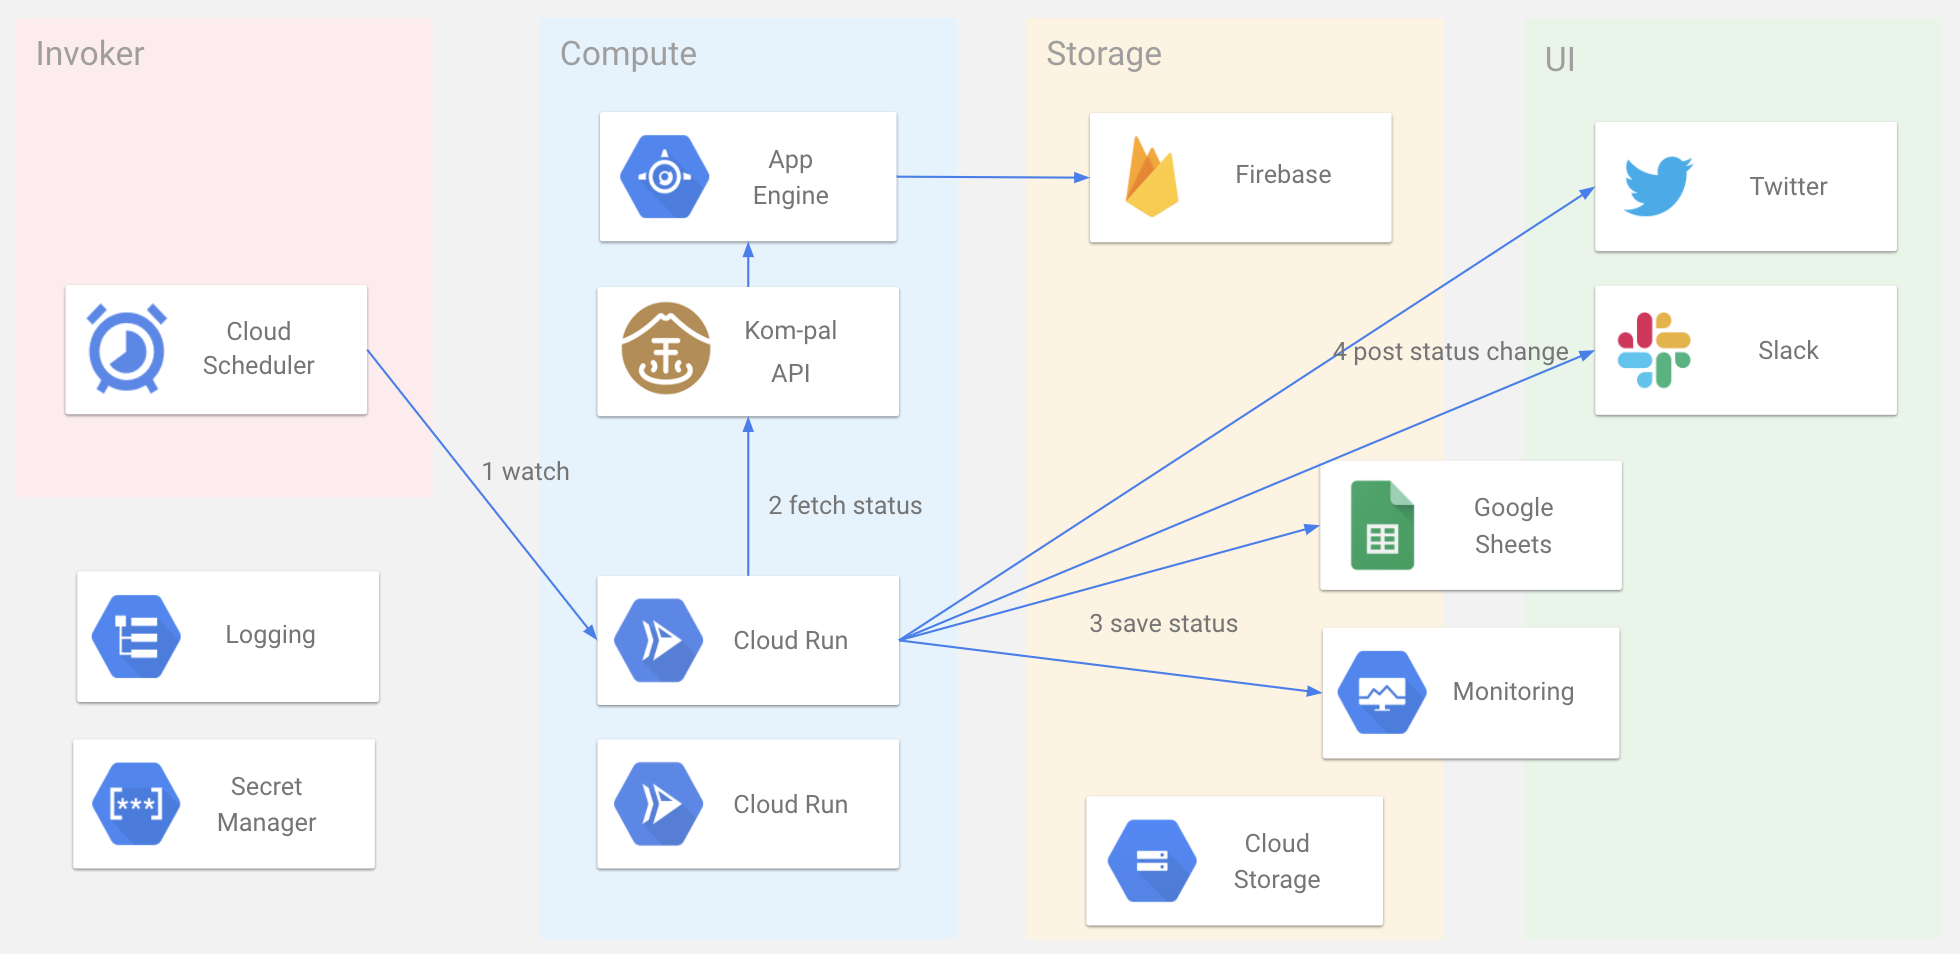 Invoker
Compute
Storage
UI
App
Engine
Firebase
Twitter
Cloud
Scheduler
Kom-pal
API
4 post status change
Slack
1 watch
2 fetch status
Google
Sheets
Logging
Cloud Run
3 save status
Monitoring
Secret
Manager
[***]
Cloud Run
Cloud
Storage